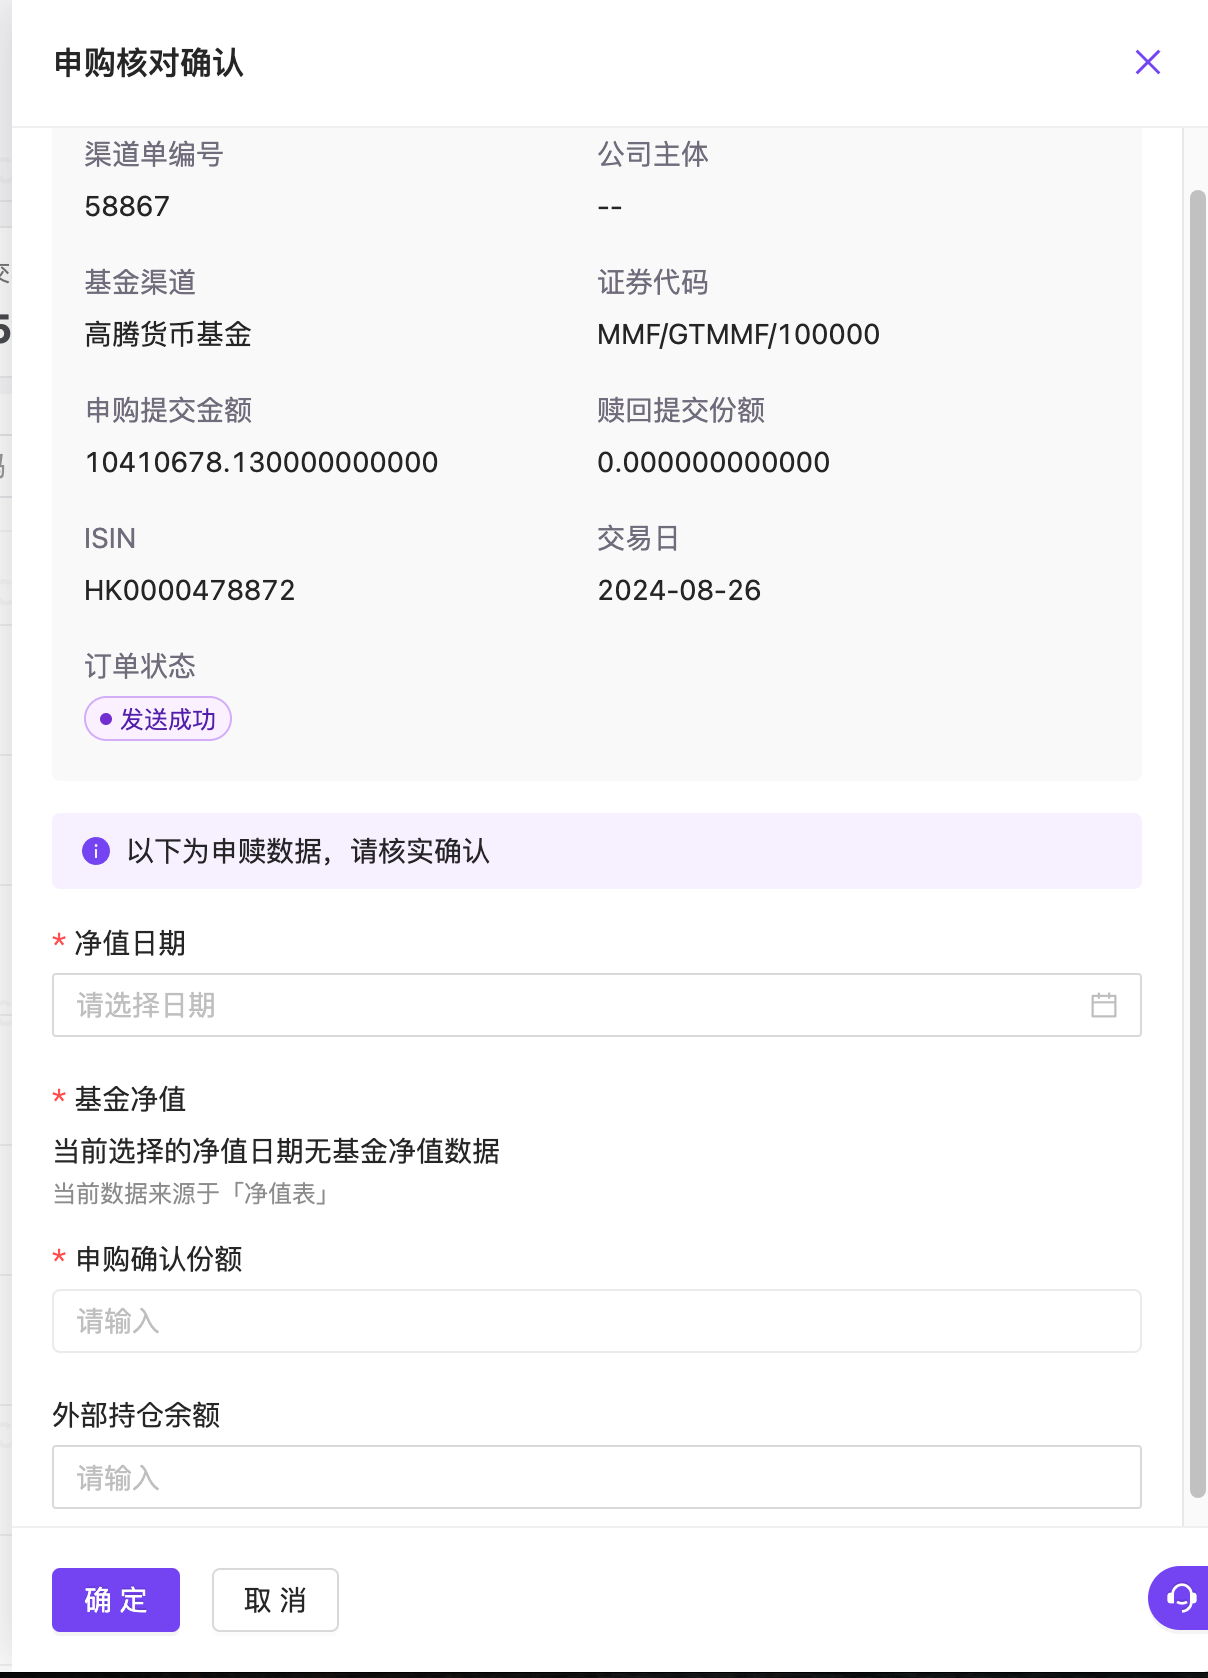 申购核对确认
渠道单编号
公司主体
58867
--
基金渠道
证券代码
高腾货币基金
MMF/GTMMF/100000
申购提交金额
赎回提交份额
10410678.130000000000
0.000000000000
ISIN
交易日
HK0000478872
2024-08-26
订单状态
发送成功
以下为申赎数据，请核实确认
* 净值日期
请选择日期
* 基金净值
当前选择的净值日期无基金净值数据
当前数据来源于「净值表」
* 申购确认份额
请输入
外部持仓余额
请输入
确 定
取 消